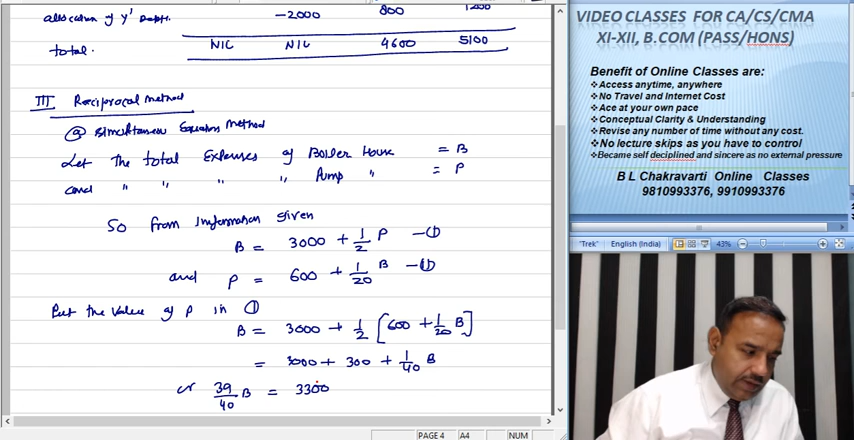 allocation of Y' Deptt. -2000 800 1200
total. NIL NIL 4600 5100
III Reciprocal method
(a) Simultaneous Equation Method
Let The total Expenses of Boiler House = B
and " " " " Pump " = P
So from Information given
B = 3000 + 1/2 P -(I)
and P = 600 + 1/20 B -(II)
Put the Value of P in (I)
B = 3000 + 1/2 [600 + 1/20 B]
= 3000 + 300 + 1/40 B
or 39/40 B = 3300
PAGE 4 A4 NUM
VIDEO CLASSES FOR CA/CS/CMA
XI-XII, B.COM (PASS/HONS)
Benefit of Online Classes are:
❖Access anytime, anywhere
❖No Travel and Internet Cost
❖Ace at your own pace
❖Conceptual Clarity & Understanding
❖Revise any number of time without any cost.
❖No lecture skips as you have to control
❖Became self deciplined and sincere as no external pressure
B L Chakravarti Online Classes
9810993376, 9910993376
"Trek" English (India) 43%